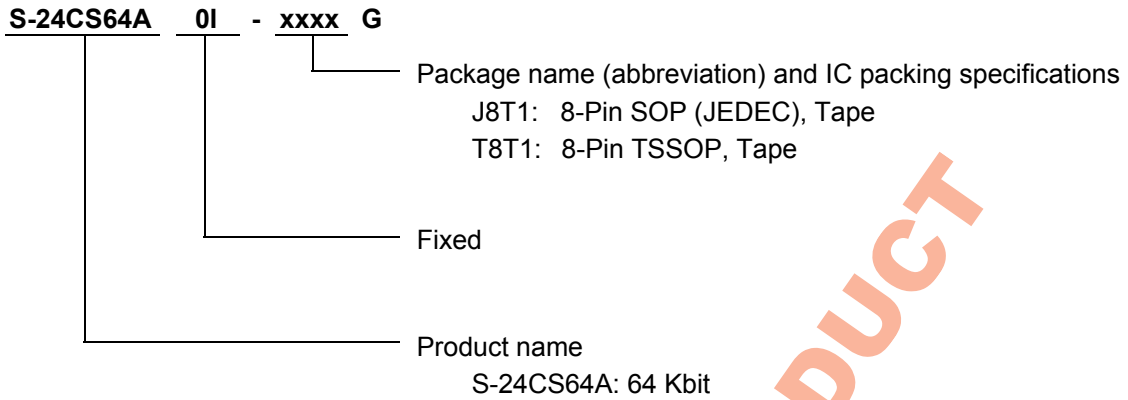 S-24CS64A 0I - xxxx G
Package name (abbreviation) and IC packing specifications
J8T1: 8-Pin SOP (JEDEC), Tape
T8T1: 8-Pin TSSOP, Tape
Fixed
Product name
S-24CS64A: 64 Kbit
DUCT